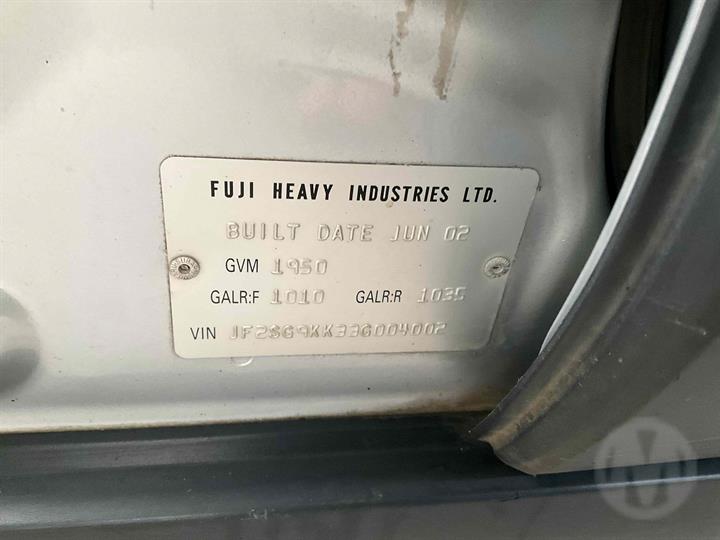 FUJI HEAVY INDUSTRIES LTD.
BUILT DATE JUN 02
GVM 1950
GALR:F 1010 GALR:R 1035
VIN JF2SG9KK33G004002